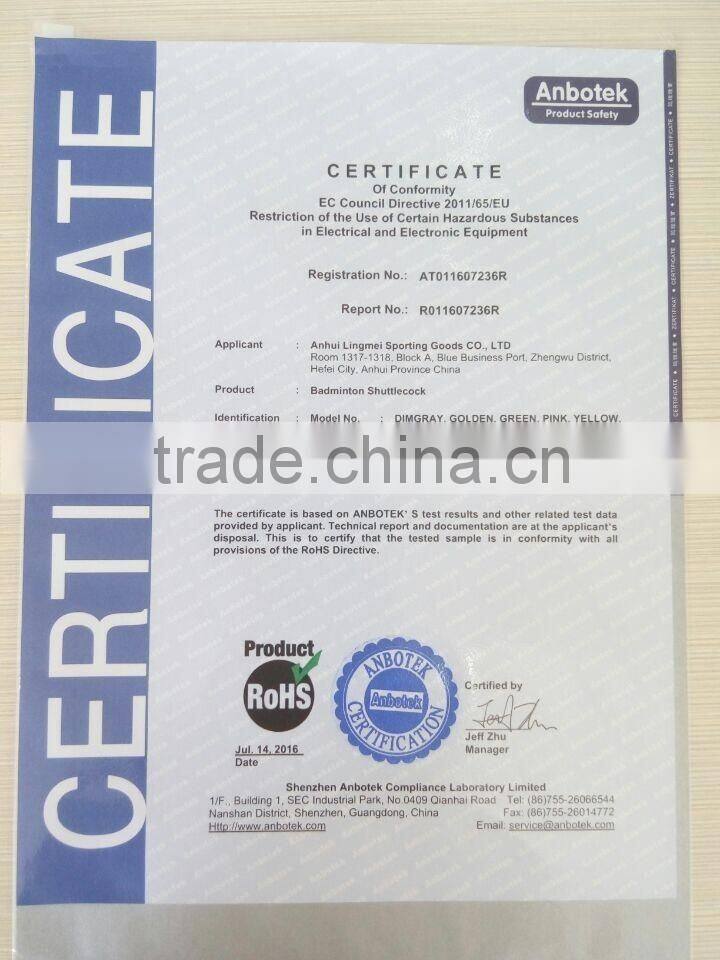 CERTIFICATE
Anbotek
Product Safety
CERTIFICATE
Of Conformity
EC Council Directive 2011/65/EU
Restriction of the Use of Certain Hazardous Substances
in Electrical and Electronic Equipment
Registration No.: AT011607236R
Report No.: R011607236R
Applicant : Anhui Lingmei Sporting Goods CO., LTD
Room 1317-1318, Block A, Blue Business Port, Zhengwu District,
Hefei City, Anhui Province China
Product : Badminton Shuttlecock
Identification : Model No. : DIMGRAY, GOLDEN, GREEN, PINK, YELLOW,
trade.china.cn
The certificate is based on ANBOTEK' S test results and other related test data
provided by applicant. Technical report and documentation are at the applicant's
disposal. This is to certify that the tested sample is in conformity with all
provisions of the RoHS Directive.
Product
RoHS
ANBOTEK
Anbotek
CERTIFICATION
Certified by
Jeff Zhu
Manager
Jul. 14, 2016
Date
Shenzhen Anbotek Compliance Laboratory Limited
1/F., Building 1, SEC Industrial Park, No.0409 Qianhai Road Tel: (86)755-26066544
Nanshan District, Shenzhen, Guangdong, China Fax: (86)755-26014772
Http://www.anbotek.com Email: service@anbotek.com